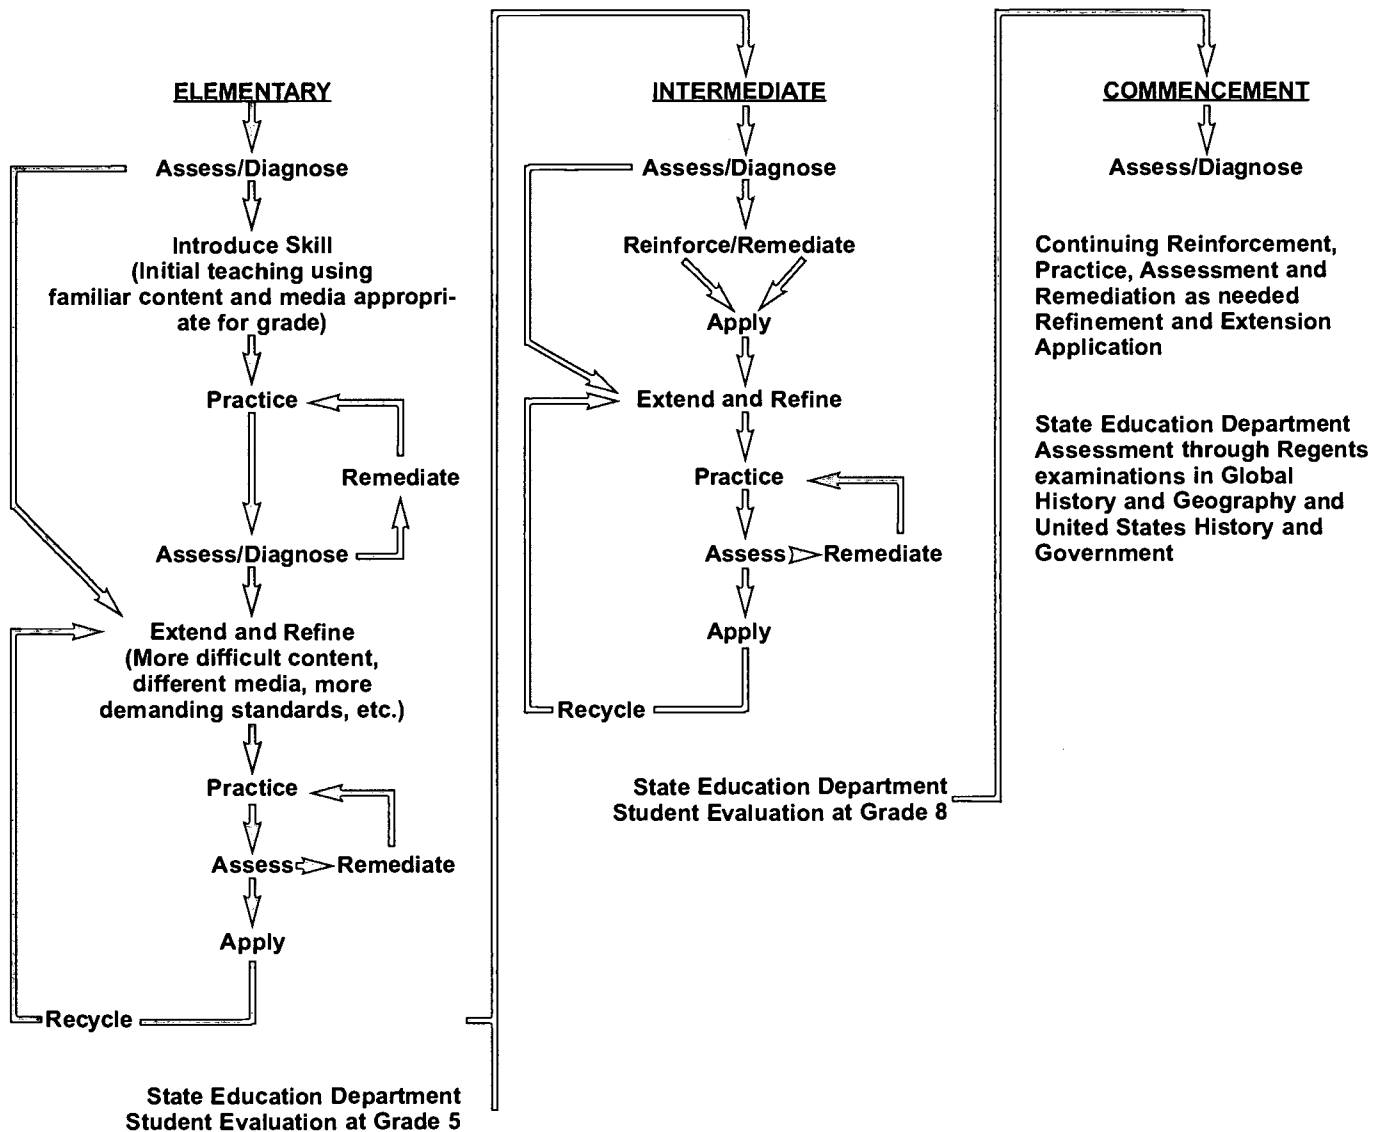 ELEMENTARY
Assess/Diagnose
Introduce Skill
(Initial teaching using
familiar content and media appropri-
ate for grade)
Practice
Remediate
Assess/Diagnose
Extend and Refine
(More difficult content,
different media, more
demanding standards, etc.)
Practice
Assess
Remediate
Apply
Recycle
State Education Department
Student Evaluation at Grade 5
INTERMEDIATE
Assess/Diagnose
Reinforce/Remediate
Apply
Extend and Refine
Practice
Assess
Remediate
Apply
Recycle
State Education Department
Student Evaluation at Grade 8
COMMENCEMENT
Assess/Diagnose
Continuing Reinforcement,
Practice, Assessment and
Remediation as needed
Refinement and Extension
Application
State Education Department
Assessment through Regents
examinations in Global
History and Geography and
United States History and
Government